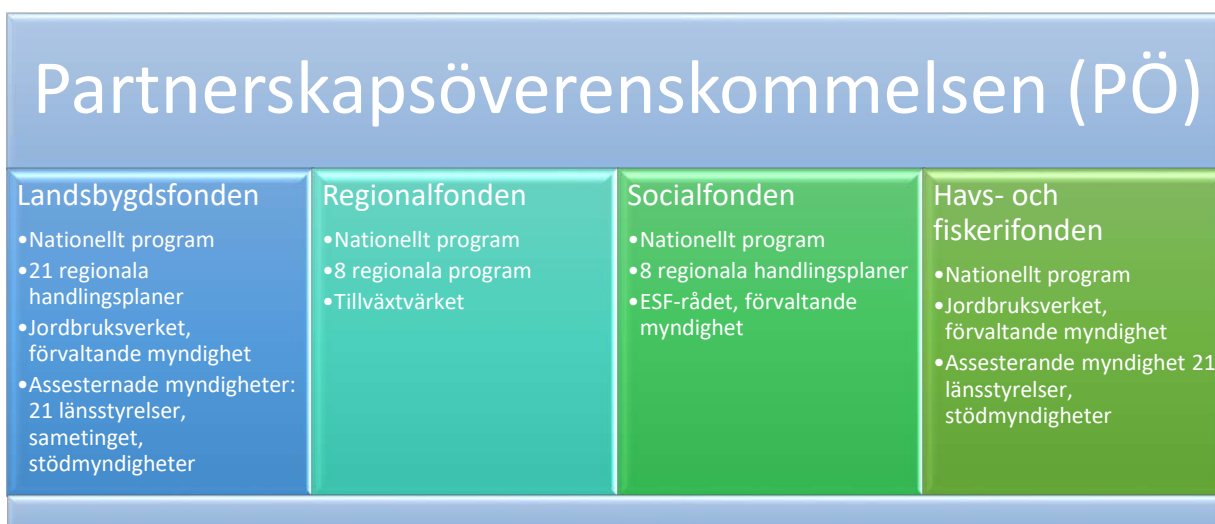 Partnerskapsöverenskommelsen (PÖ)
Landsbygdsfonden
•Nationellt program
•21 regionala
handlingsplaner
•Jordbruksverket,
förvaltande myndighet
•Assesternade myndigheter:
21 länsstyrelser,
sametinget,
stödmyndigheter
Regionalfonden
•Nationellt program
•8 regionala program
•Tillväxtvärket
Socialfonden
•Nationellt program
•8 regionala handlingsplaner
•ESF-rådet, förvaltande
myndighet
Havs- och
fiskerifonden
•Nationellt program
•Jordbruksverket,
förvaltande myndighet
•Assesterande myndighet 21
länsstyrelser,
stödmyndigheter